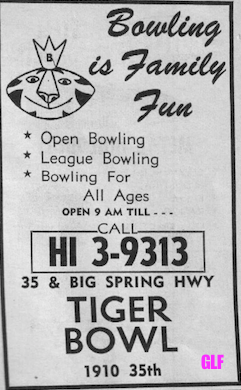 Bowling
is Family
Fun
B
★ Open Bowling
★ League Bowling
★ Bowling For
All Ages
OPEN 9 AM TILL - - -
CALL
HI 3-9313
35 & BIG SPRING HWY
TIGER
BOWL
1910 35th
GLF